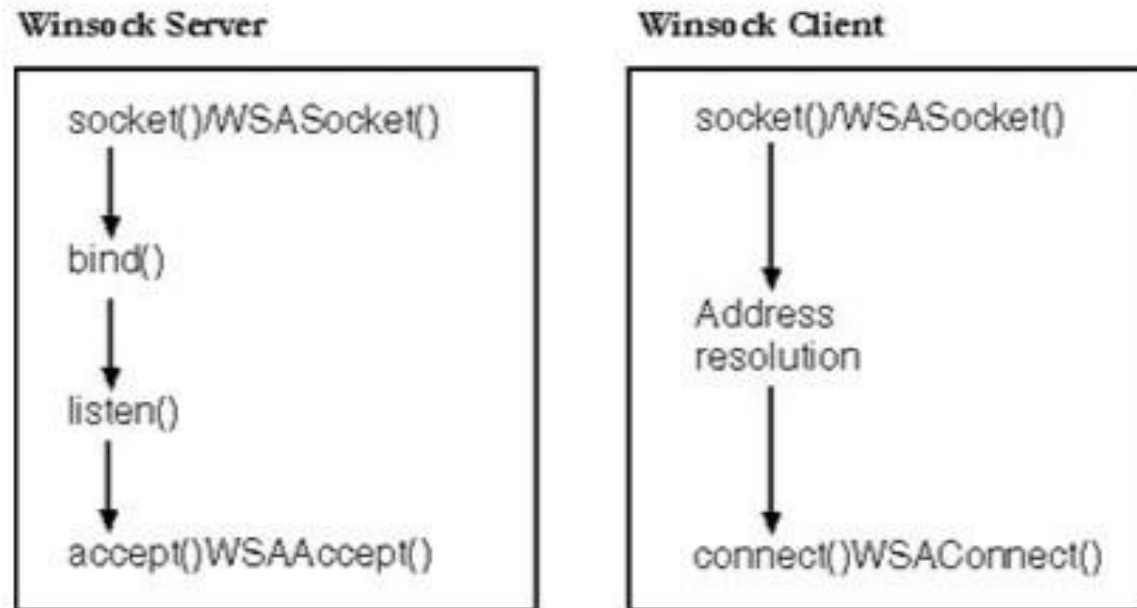 Winsock Server
socket()/WSASocket()
bind()
listen()
accept()WSAAccept()
Winsock Client
socket()/WSASocket()
Address
resolution
connect()WSAConnect()